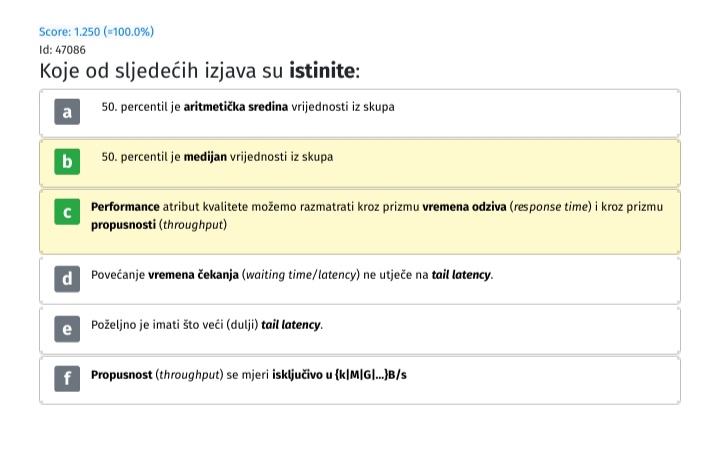 Score: 1.250 (=100.0%)
Id: 47086
Koje od sljedećih izjava su istinite:
a 50. percentil je aritmetička sredina vrijednosti iz skupa
b 50. percentil je medijan vrijednosti iz skupa
c Performance atribut kvalitete možemo razmatrati kroz prizmu vremena odziva (response time) i kroz prizmu
propusnosti (throughput)
d Povećanje vremena čekanja (waiting time/latency) ne utječe na tail latency.
e Poželjno je imati što veći (dulji) tail latency.
f Propusnost (throughput) se mjeri isključivo u {k|M|G|...}B/s